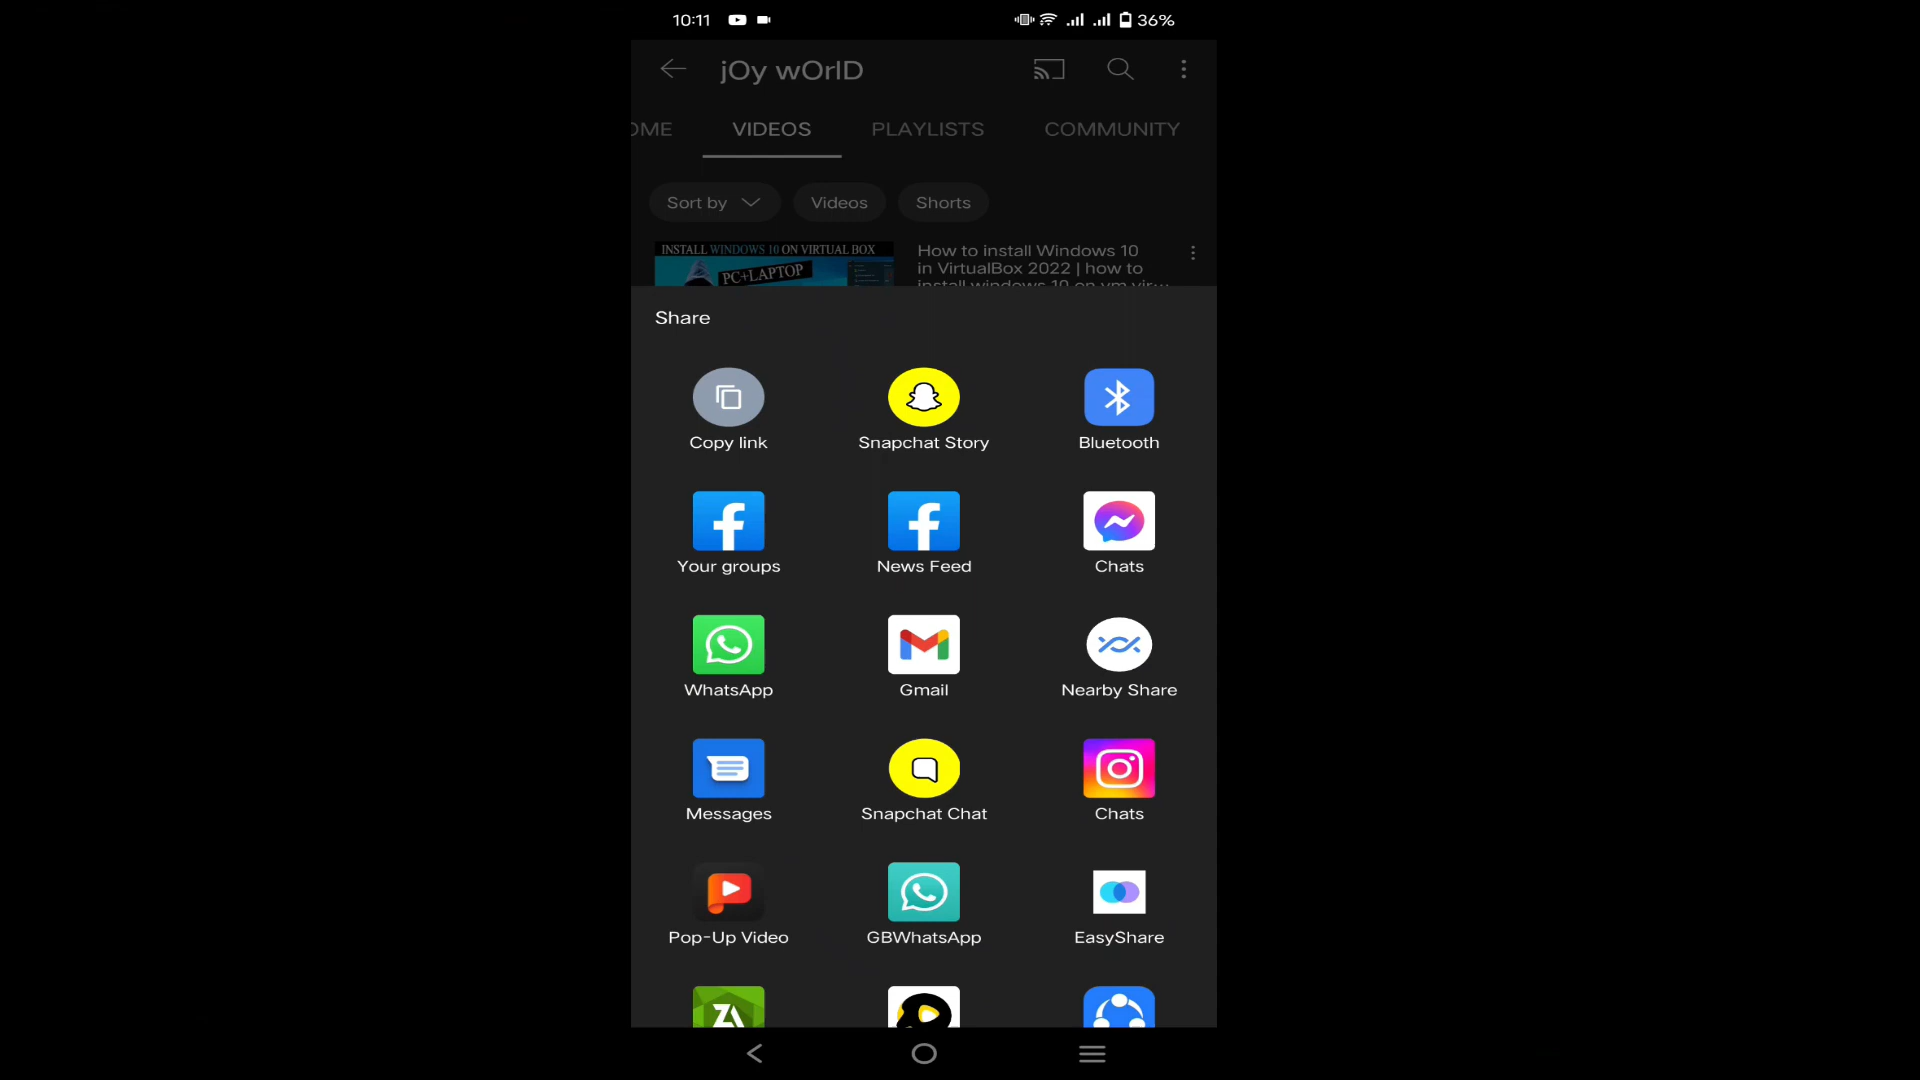 10:11 36%
jOy wOrlD
OME VIDEOS PLAYLISTS COMMUNITY
Sort by Videos Shorts
INSTALL WINDOWS 10 ON VIRTUAL BOX
PC+LAPTOP
How to install Windows 10
in VirtualBox 2022 | how to
install windows 10 on vm vir...
Share
Copy link Snapchat Story Bluetooth
Your groups News Feed Chats
WhatsApp Gmail Nearby Share
Messages Snapchat Chat Chats
Pop-Up Video GBWhatsApp EasyShare
ZA